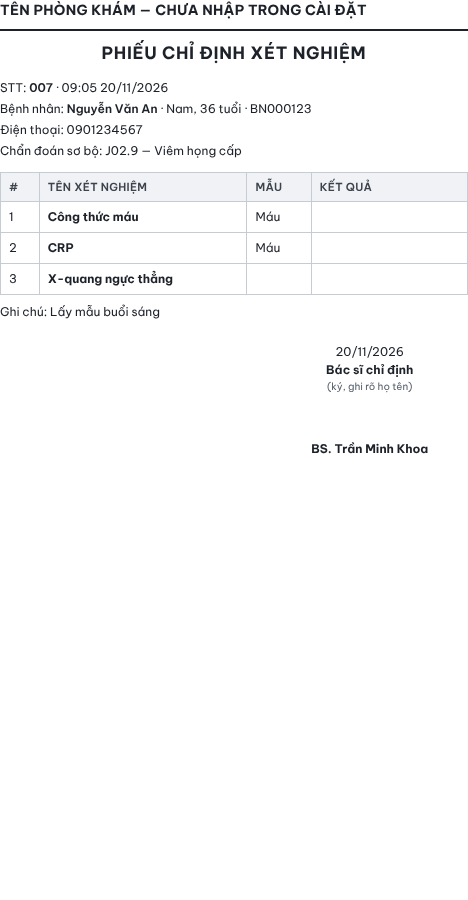 TÊN PHÒNG KHÁM — CHƯA NHẬP TRONG CÀI ĐẶT
PHIẾU CHỈ ĐỊNH XÉT NGHIỆM
STT: 007 · 09:05 20/11/2026
Bệnh nhân: Nguyễn Văn An · Nam, 36 tuổi · BN000123
Điện thoại: 0901234567
Chẩn đoán sơ bộ: J02.9 — Viêm họng cấp
# TÊN XÉT NGHIỆM MẪU KẾT QUẢ
1 Công thức máu Máu
2 CRP Máu
3 X-quang ngực thẳng
Ghi chú: Lấy mẫu buổi sáng
20/11/2026
Bác sĩ chỉ định
(ký, ghi rõ họ tên)
BS. Trần Minh Khoa